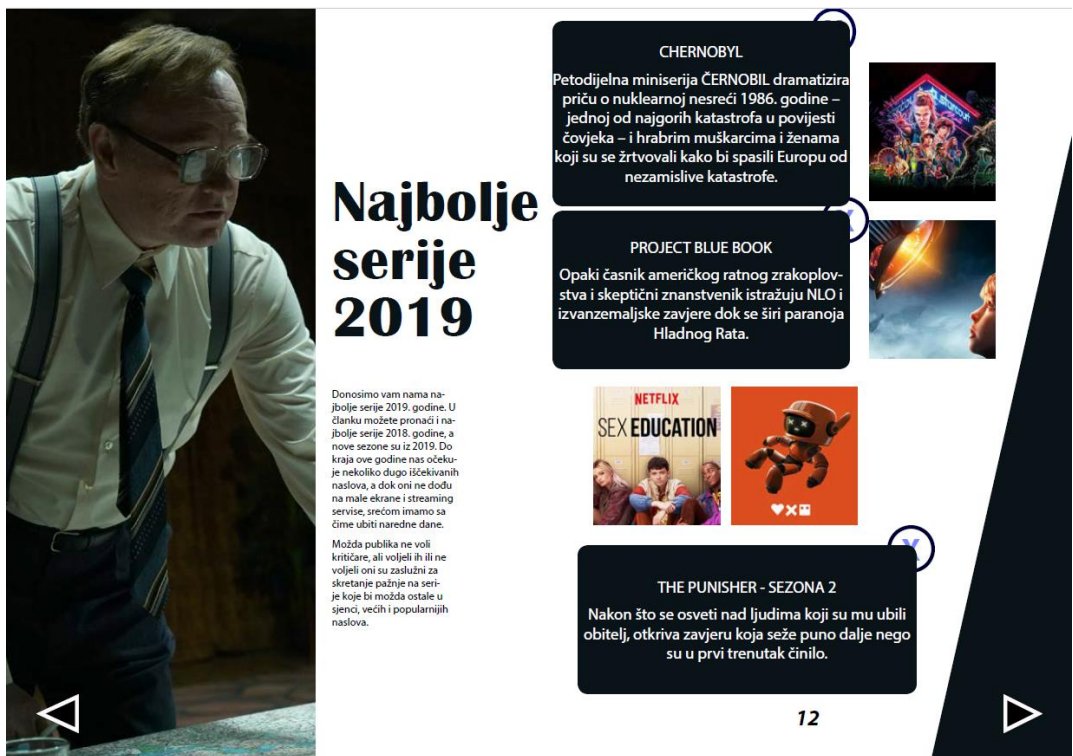 Najbolje
serije
2019
Donosimo vam nama na-
jbolje serije 2019. godine. U
članku možete pronaći i na-
jbolje serije 2018. godine, a
nove sezone su iz 2019. Do
kraja ove godine nas očeku-
je nekoliko dugo iščekivanih
naslova, a dok oni ne dođu
na male ekrane i streaming
servise, srećom imamo sa
čime ubiti naredne dane.
Možda publika ne voli
kritičare, ali voljeli ih ili ne
voljeli oni su zaslužni za
skretanje pažnje na seri-
je koje bi možda ostale u
sjenci, većih i popularnijih
naslova.
CHERNOBYL
Petodijelna miniserija ČERNOBIL dramatizira
priču o nuklearnoj nesreći 1986. godine –
jednoj od najgorih katastrofa u povijesti
čovjeka – i hrabrim muškarcima i ženama
koji su se žrtvovali kako bi spasili Europu od
nezamislive katastrofe.
X
PROJECT BLUE BOOK
Opaki časnik američkog ratnog zrakoplov-
stva i skeptični znanstvenik istražuju NLO i
izvanzemaljske zavjere dok se širi paranoja
Hladnog Rata.
NETFLIX
SEX EDUCATION
X
THE PUNISHER - SEZONA 2
Nakon što se osveti nad ljudima koji su mu ubili
obitelj, otkriva zavjeru koja seže puno dalje nego
su u prvi trenutak činilo.
12